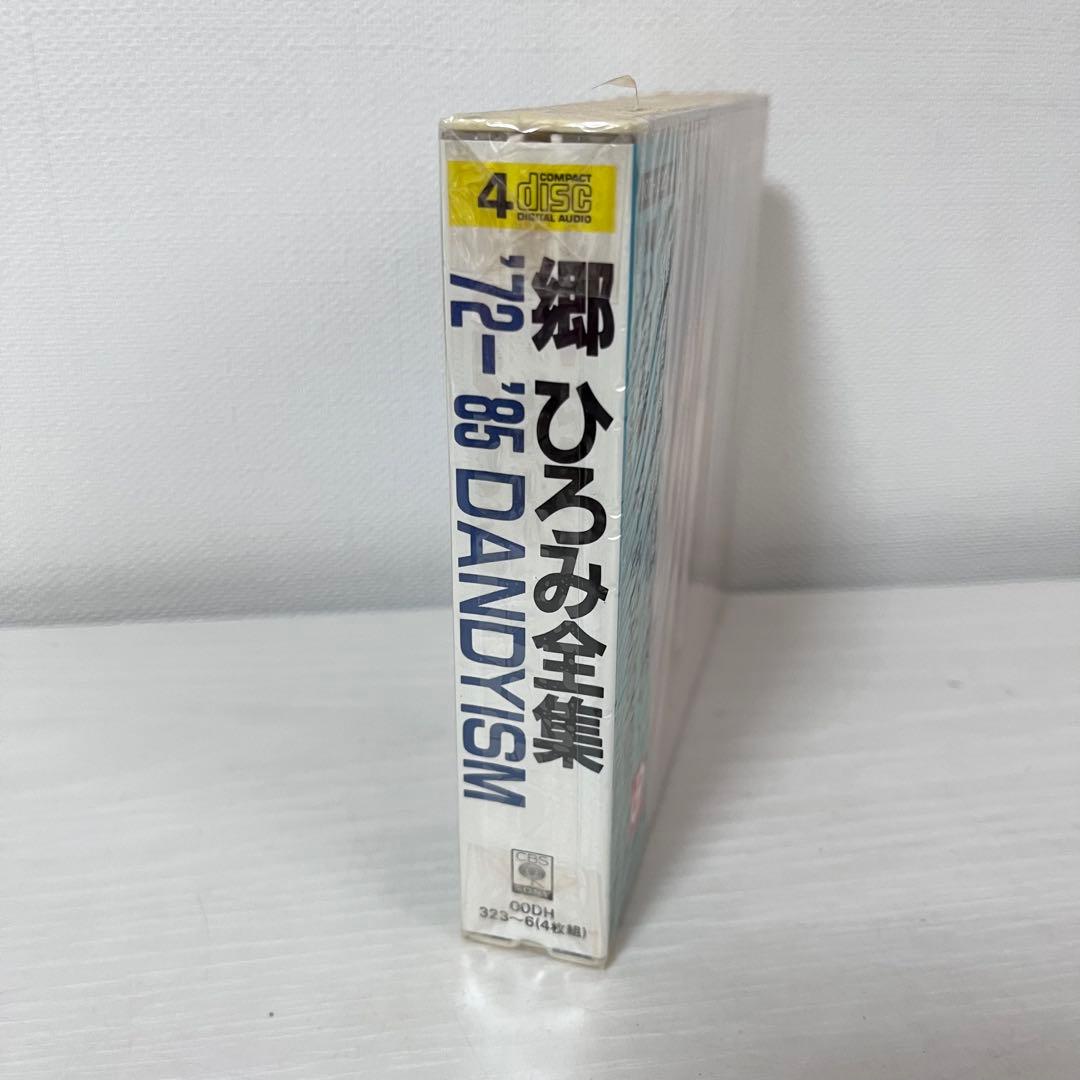 4 COMPACT
disc
DIGITAL AUDIO
郷 ひろみ全集
'72-'85 DANDYISM
CBS
SONY
00DH
323~6(4枚組)